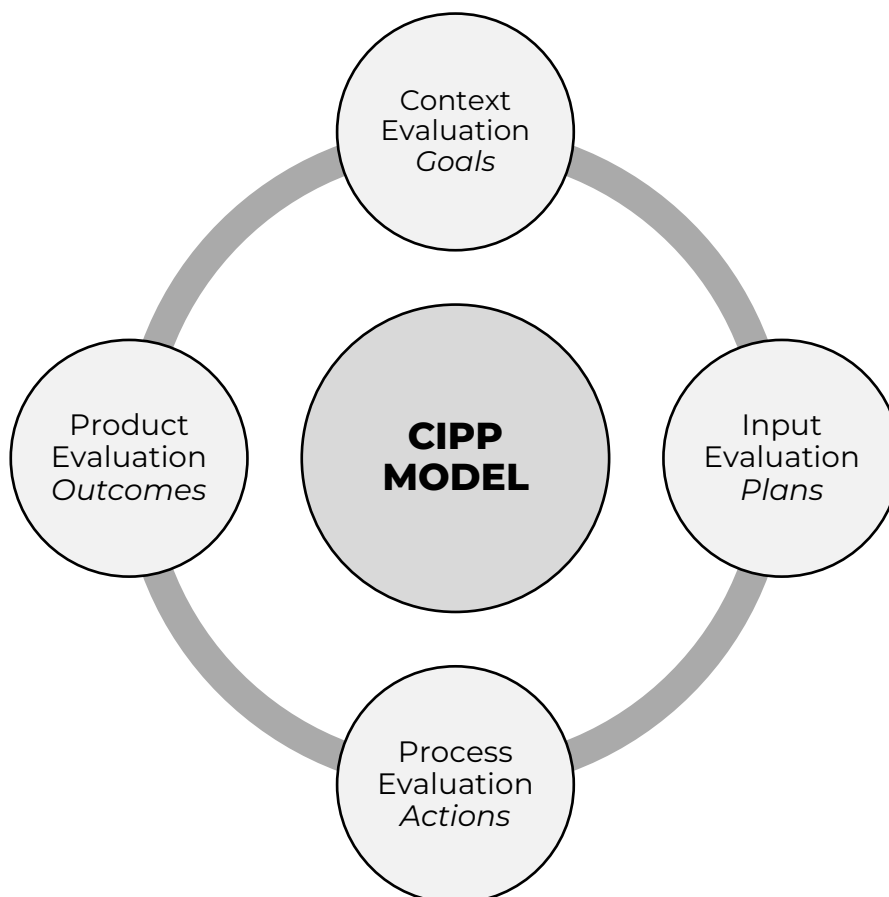 Context
Evaluation
Goals
Product
Evaluation
Outcomes
CIPP
MODEL
Input
Evaluation
Plans
Process
Evaluation
Actions